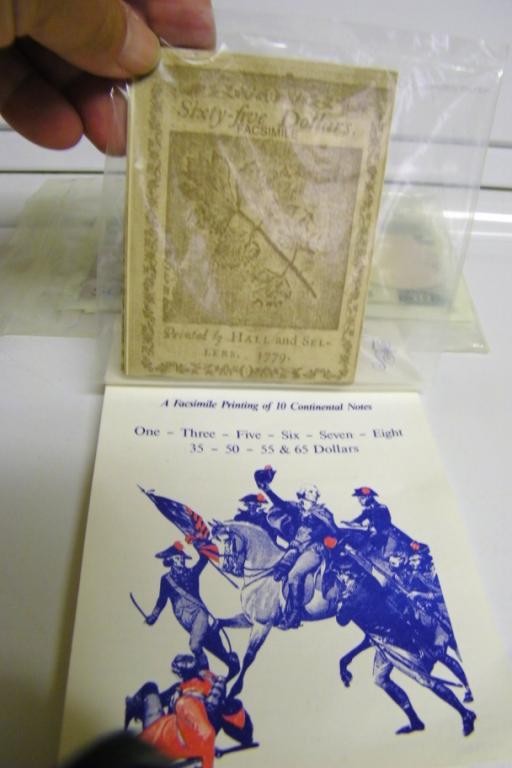 Sixty-five Dollars.
FACSIMILE
Printed by HALL and SEL-
LERS. 1779.
A Facsimile Printing of 10 Continental Notes
One - Three - Five - Six - Seven - Eight
35 - 50 - 55 & 65 Dollars